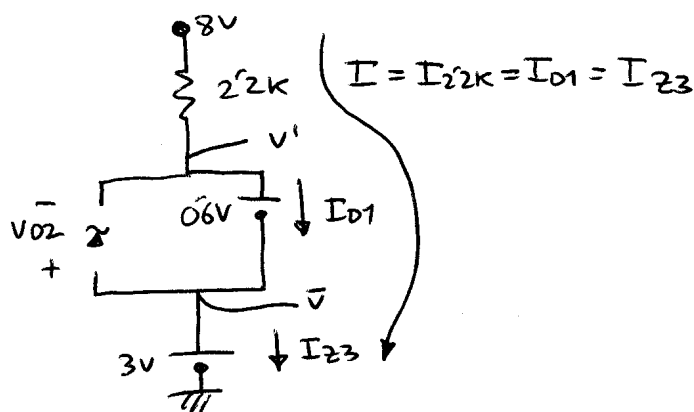 8V
2'2K
I = I2'2K = ID1 = IZ3
V'
0'6V
ID1
VD2
-
+
V̄
3V
IZ3